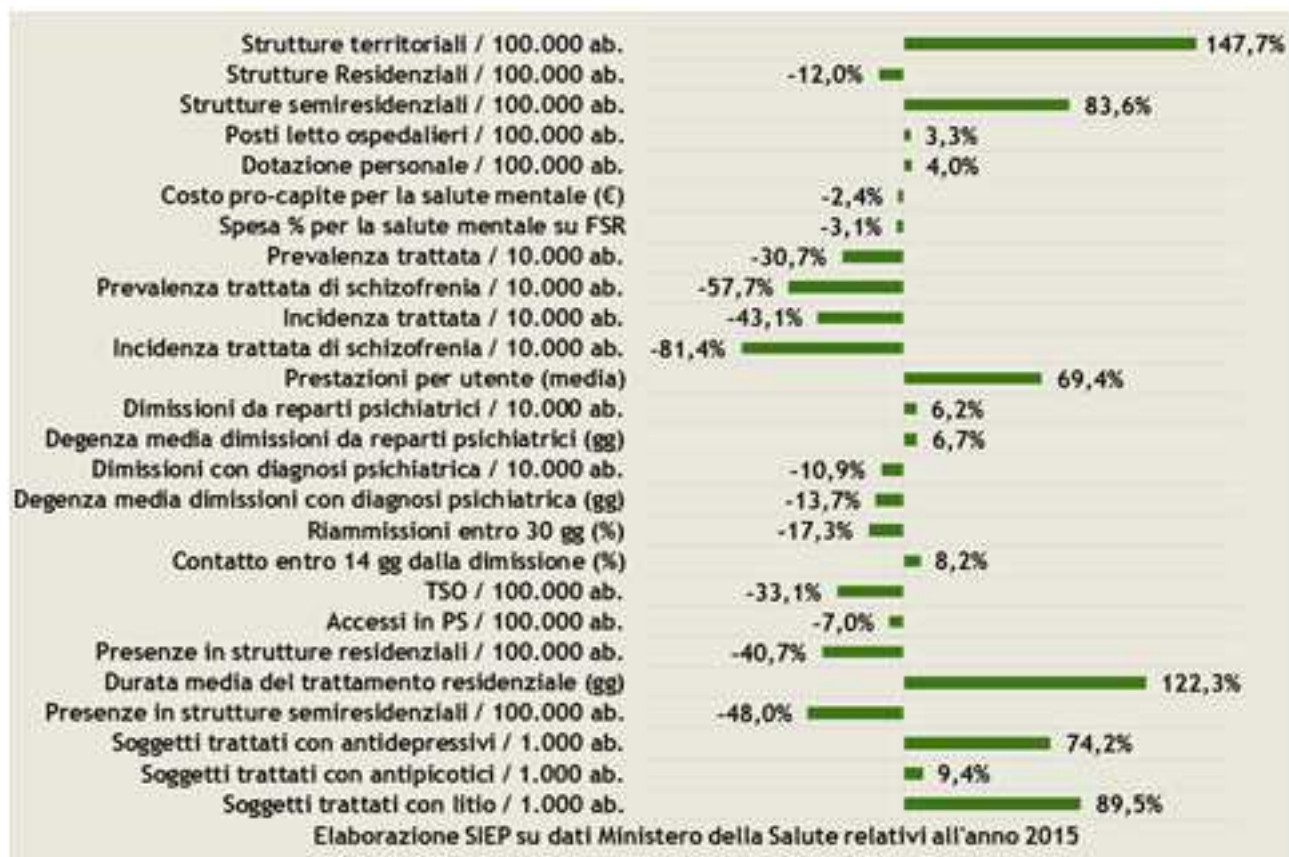 Strutture territoriali / 100.000 ab. 147,7%
Strutture Residenziali / 100.000 ab. -12,0%
Strutture semiresidenziali / 100.000 ab. 83,6%
Posti letto ospedalieri / 100.000 ab. 3,3%
Dotazione personale / 100.000 ab. 4,0%
Costo pro-capite per la salute mentale (€) -2,4%
Spesa % per la salute mentale su FSR -3,1%
Prevalenza trattata / 10.000 ab. -30,7%
Prevalenza trattata di schizofrenia / 10.000 ab. -57,7%
Incidenza trattata / 10.000 ab. -43,1%
Incidenza trattata di schizofrenia / 10.000 ab. -81,4%
Prestazioni per utente (media) 69,4%
Dimissioni da reparti psichiatrici / 10.000 ab. 6,2%
Degenza media dimissioni da reparti psichiatrici (gg) 6,7%
Dimissioni con diagnosi psichiatrica / 10.000 ab. -10,9%
Degenza media dimissioni con diagnosi psichiatrica (gg) -13,7%
Riammissioni entro 30 gg (%) -17,3%
Contatto entro 14 gg dalla dimissione (%) 8,2%
TSO / 100.000 ab. -33,1%
Accessi in PS / 100.000 ab. -7,0%
Presenze in strutture residenziali / 100.000 ab. -40,7%
Durata media del trattamento residenziale (gg) 122,3%
Presenze in strutture semiresidenziali / 100.000 ab. -48,0%
Soggetti trattati con antidepressivi / 1.000 ab. 74,2%
Soggetti trattati con antipicotici / 1.000 ab. 9,4%
Soggetti trattati con litio / 1.000 ab. 89,5%
Elaborazione SIEP su dati Ministero della Salute relativi all'anno 2015